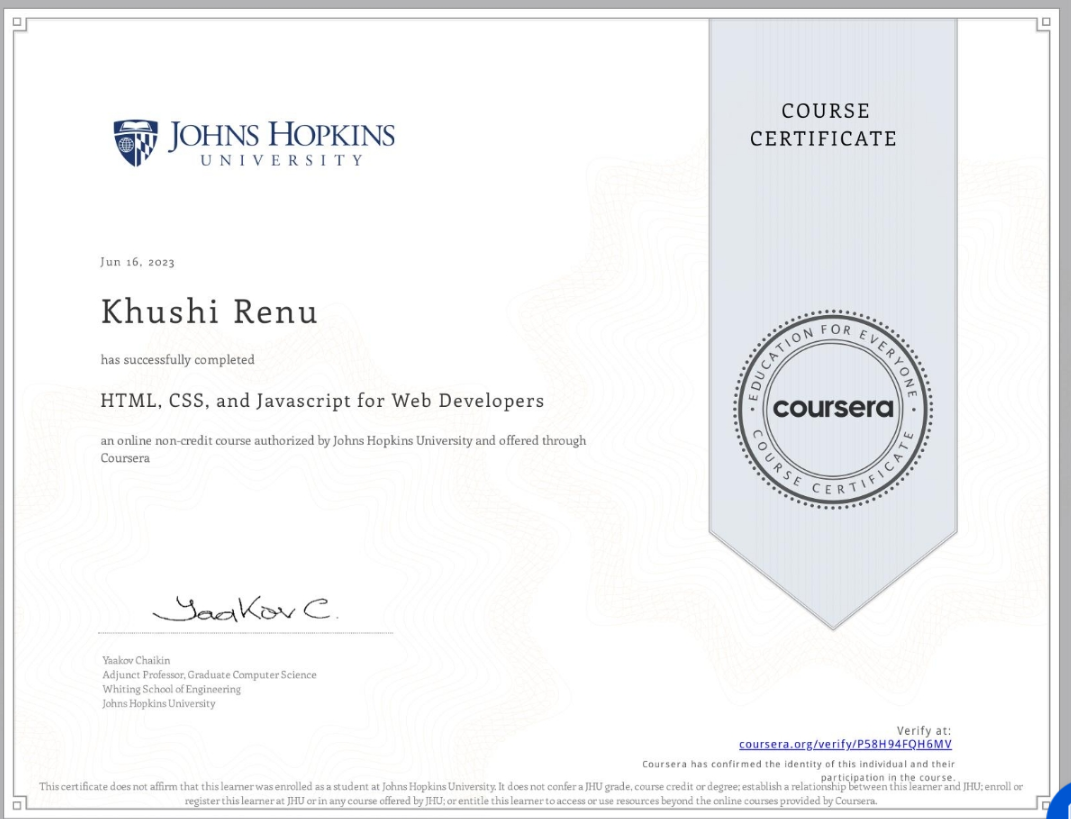 JOHNS HOPKINS
UNIVERSITY
COURSE
CERTIFICATE
Jun 16, 2023
Khushi Renu
has successfully completed
HTML, CSS, and Javascript for Web Developers
an online non-credit course authorized by Johns Hopkins University and offered through
Coursera
EDUCATION FOR EVERYONE
coursera
COURSE CERTIFICATE
Yaakov C.
Yaakov Chaikin
Adjunct Professor, Graduate Computer Science
Whiting School of Engineering
Johns Hopkins University
Verify at:
coursera.org/verify/P58H94FQH6MV
Coursera has confirmed the identity of this individual and their
participation in the course.
This certificate does not affirm that this learner was enrolled as a student at Johns Hopkins University. It does not confer a JHU grade, course credit or degree; establish a relationship between this learner and JHU; enroll or
register this learner at JHU or in any course offered by JHU; or entitle this learner to access or use resources beyond the online courses provided by Coursera.